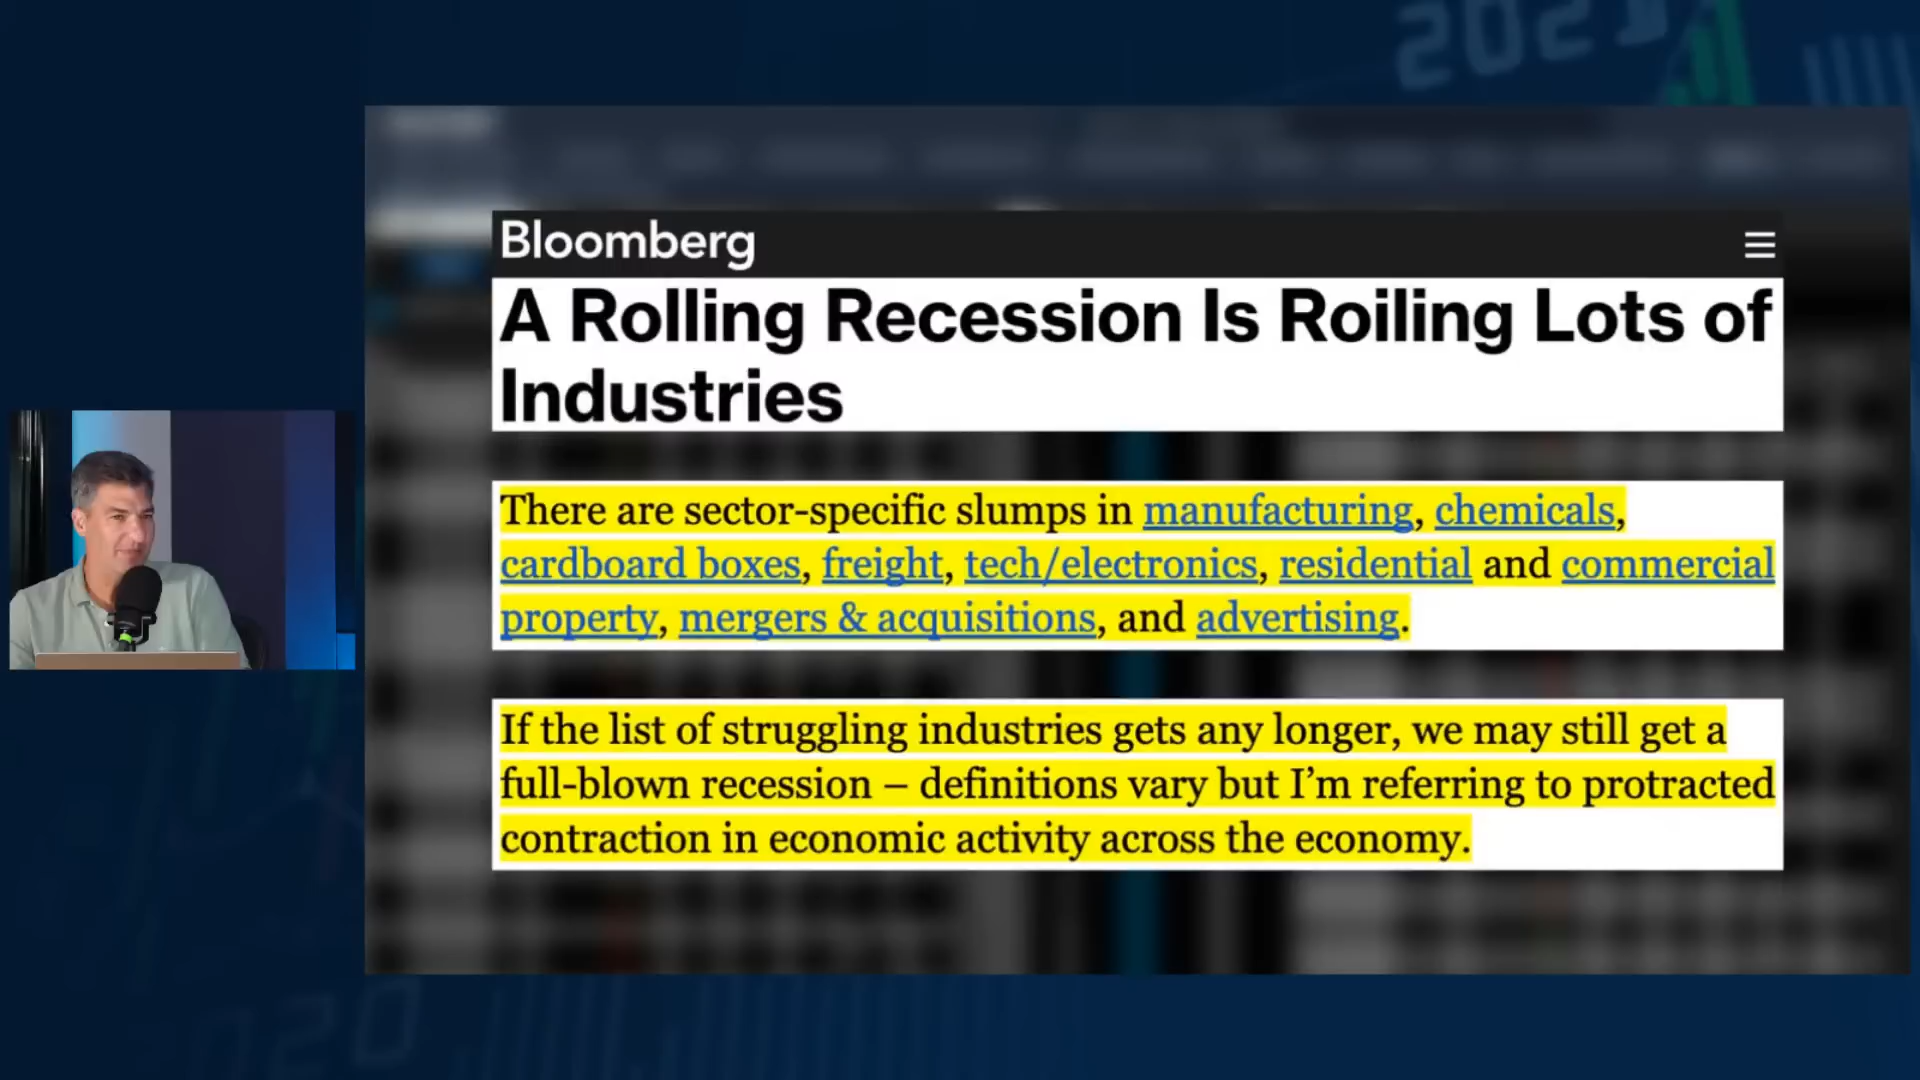 Bloomberg
A Rolling Recession Is Roiling Lots of
Industries
There are sector-specific slumps in manufacturing, chemicals,
cardboard boxes, freight, tech/electronics, residential and commercial
property, mergers & acquisitions, and advertising.
If the list of struggling industries gets any longer, we may still get a
full-blown recession – definitions vary but I’m referring to protracted
contraction in economic activity across the economy.